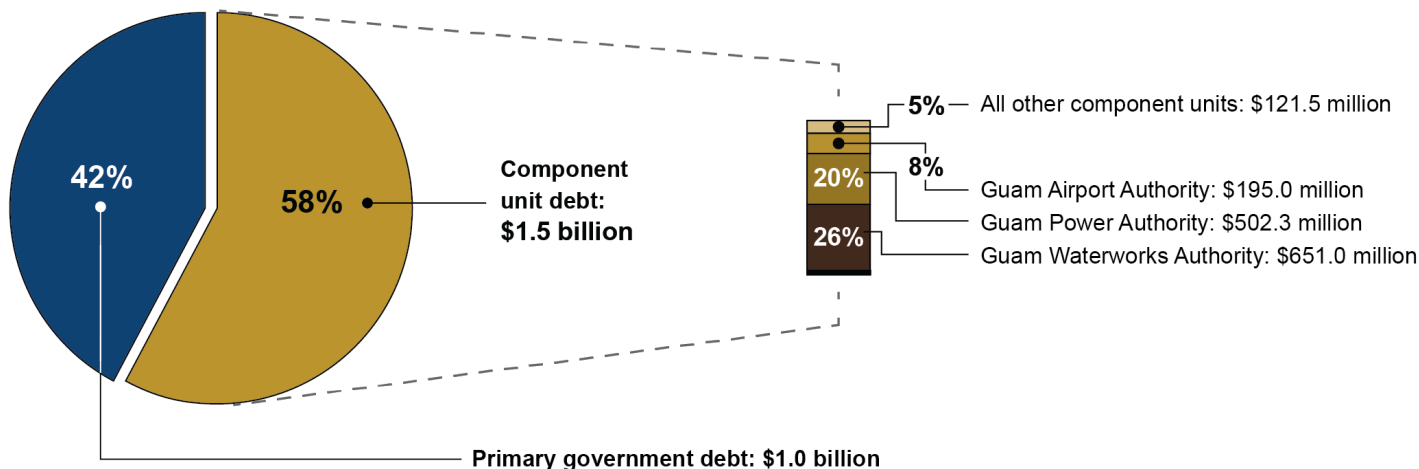 42%
58%
Component
unit debt:
$1.5 billion
5%
All other component units: $121.5 million
8%
Guam Airport Authority: $195.0 million
20%
Guam Power Authority: $502.3 million
26%
Guam Waterworks Authority: $651.0 million
Primary government debt: $1.0 billion